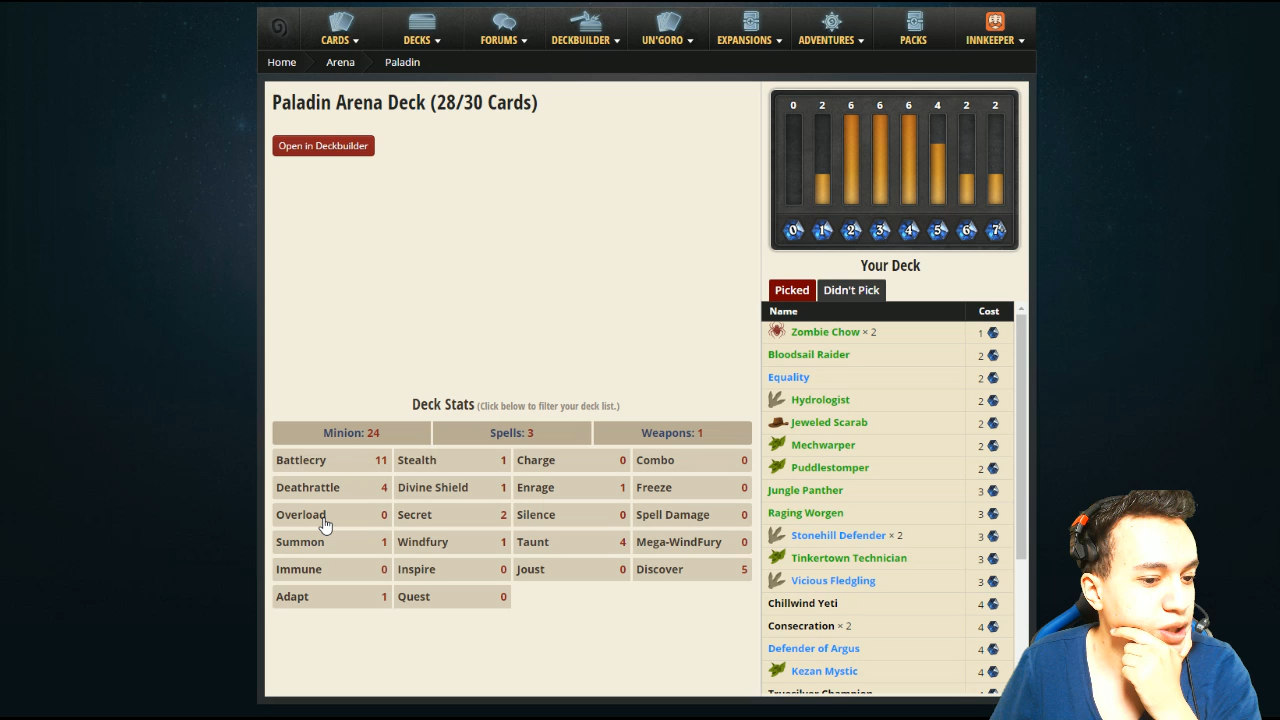 CARDS DECKS FORUMS DECKBUILDER UN'GORO EXPANSIONS ADVENTURES PACKS INNKEEPER
Home Arena Paladin
Paladin Arena Deck (28/30 Cards)
Open in Deckbuilder
Deck Stats (Click below to filter your deck list.)
Minion: 24 Spells: 3 Weapons: 1
Battlecry 11 Stealth 1 Charge 0 Combo 0
Deathrattle 4 Divine Shield 1 Enrage 1 Freeze 0
Overload 0 Secret 2 Silence 0 Spell Damage 0
Summon 1 Windfury 1 Taunt 4 Mega-WindFury 0
Immune 0 Inspire 0 Joust 0 Discover 5
Adapt 1 Quest 0
0 2 6 6 6 4 2 2
0 1 2 3 4 5 6 7
Your Deck
Picked Didn't Pick
Name Cost
Zombie Chow × 2 1
Bloodsail Raider 2
Equality 2
Hydrologist 2
Jeweled Scarab 2
Mechwarper 2
Puddlestomper 2
Jungle Panther 3
Raging Worgen 3
Stonehill Defender × 2 3
Tinkertown Technician 3
Vicious Fledgling 3
Chillwind Yeti 4
Consecration × 2 4
Defender of Argus 4
Kezan Mystic 4
Truesilver Champion